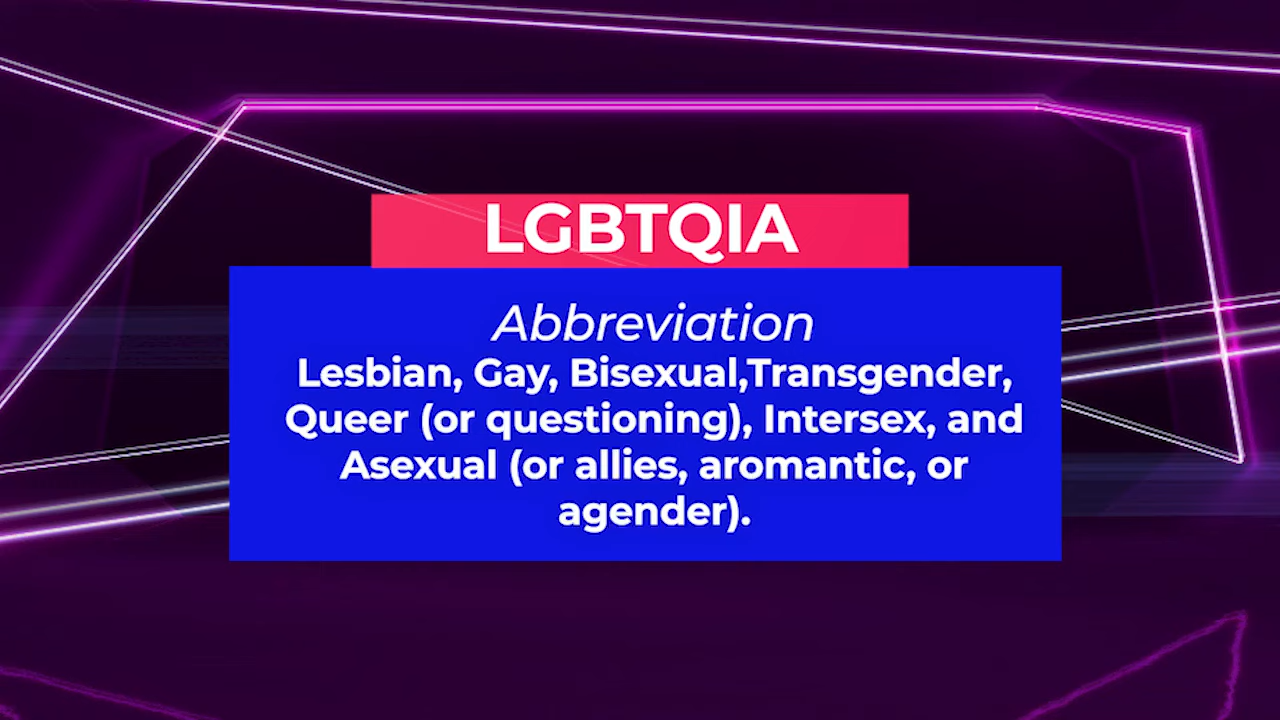 LGBTQIA
Abbreviation
Lesbian, Gay, Bisexual,Transgender,
Queer (or questioning), Intersex, and
Asexual (or allies, aromantic, or
agender).